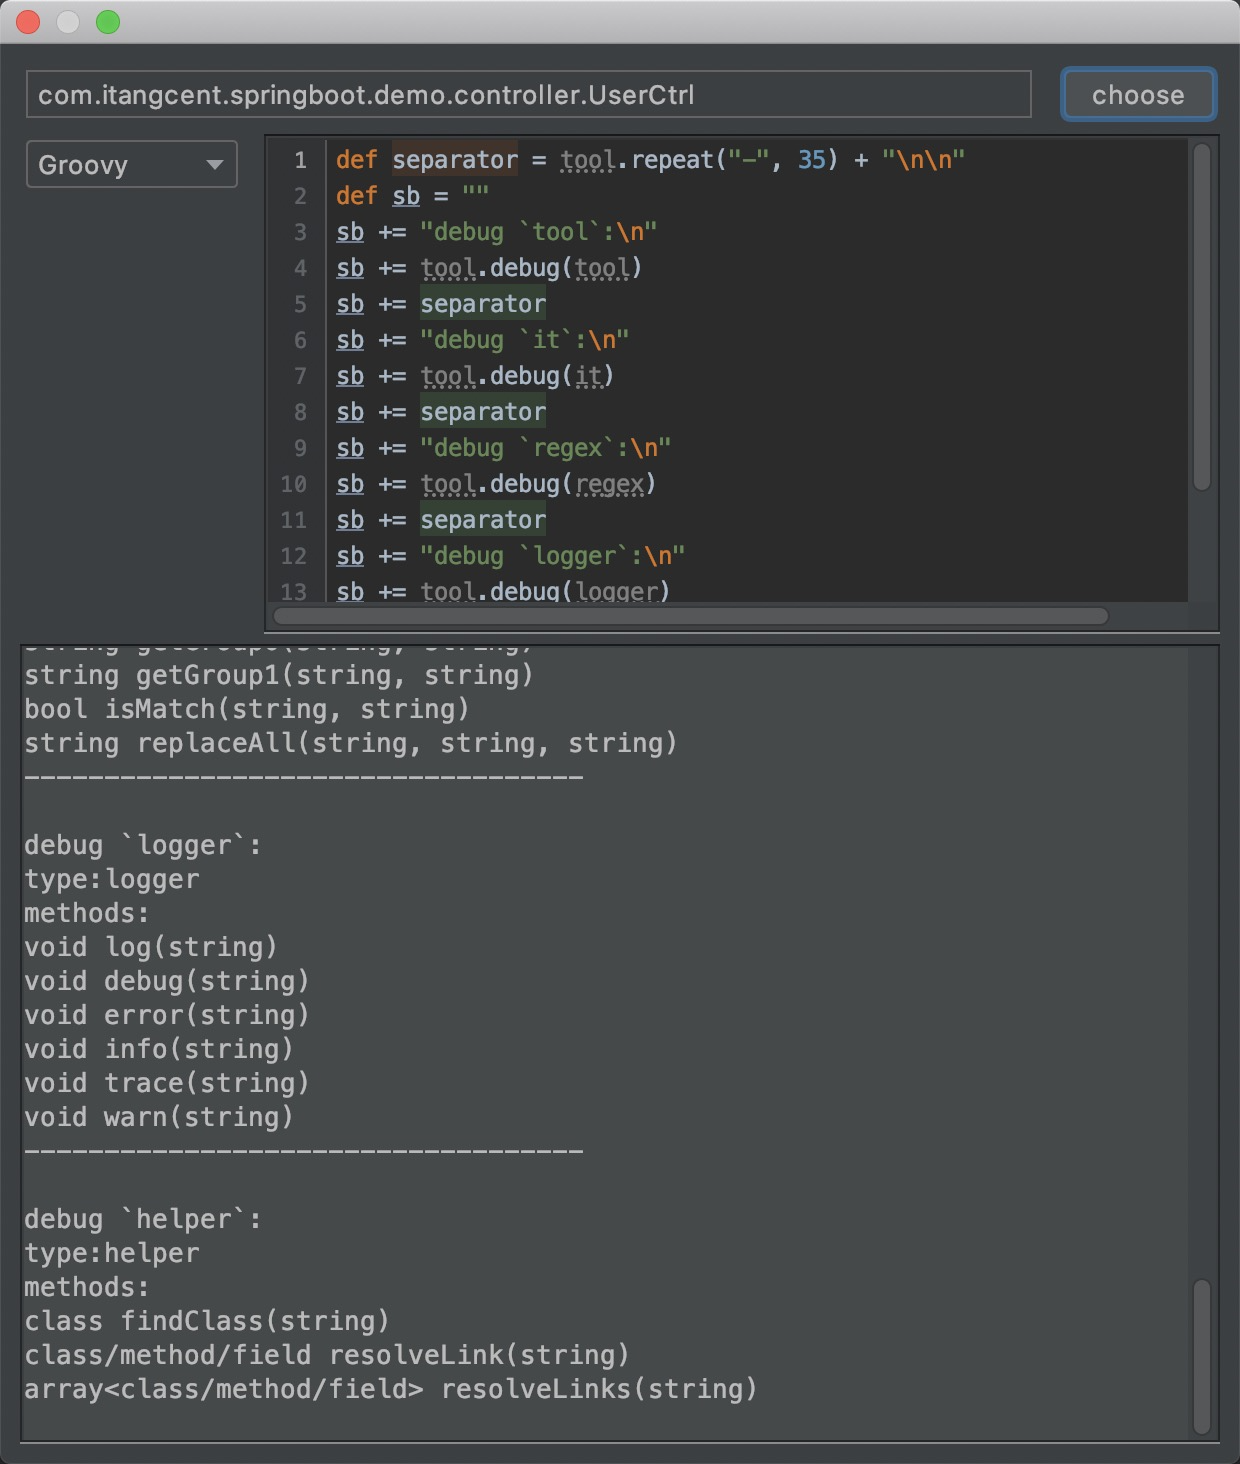 com.itangcent.springboot.demo.controller.UserCtrl
choose
Groovy
1 def separator = tool.repeat("-", 35) + "\n\n"
2 def sb = ""
3 sb += "debug `tool`:\n"
4 sb += tool.debug(tool)
5 sb += separator
6 sb += "debug `it`:\n"
7 sb += tool.debug(it)
8 sb += separator
9 sb += "debug `regex`:\n"
10 sb += tool.debug(regex)
11 sb += separator
12 sb += "debug `logger`:\n"
13 sb += tool.debug(logger)
string getGroup0(string, string)
string getGroup1(string, string)
bool isMatch(string, string)
string replaceAll(string, string, string)
-----------------------------------
debug `logger`:
type:logger
methods:
void log(string)
void debug(string)
void error(string)
void info(string)
void trace(string)
void warn(string)
-----------------------------------
debug `helper`:
type:helper
methods:
class findClass(string)
class/method/field resolveLink(string)
array<class/method/field> resolveLinks(string)